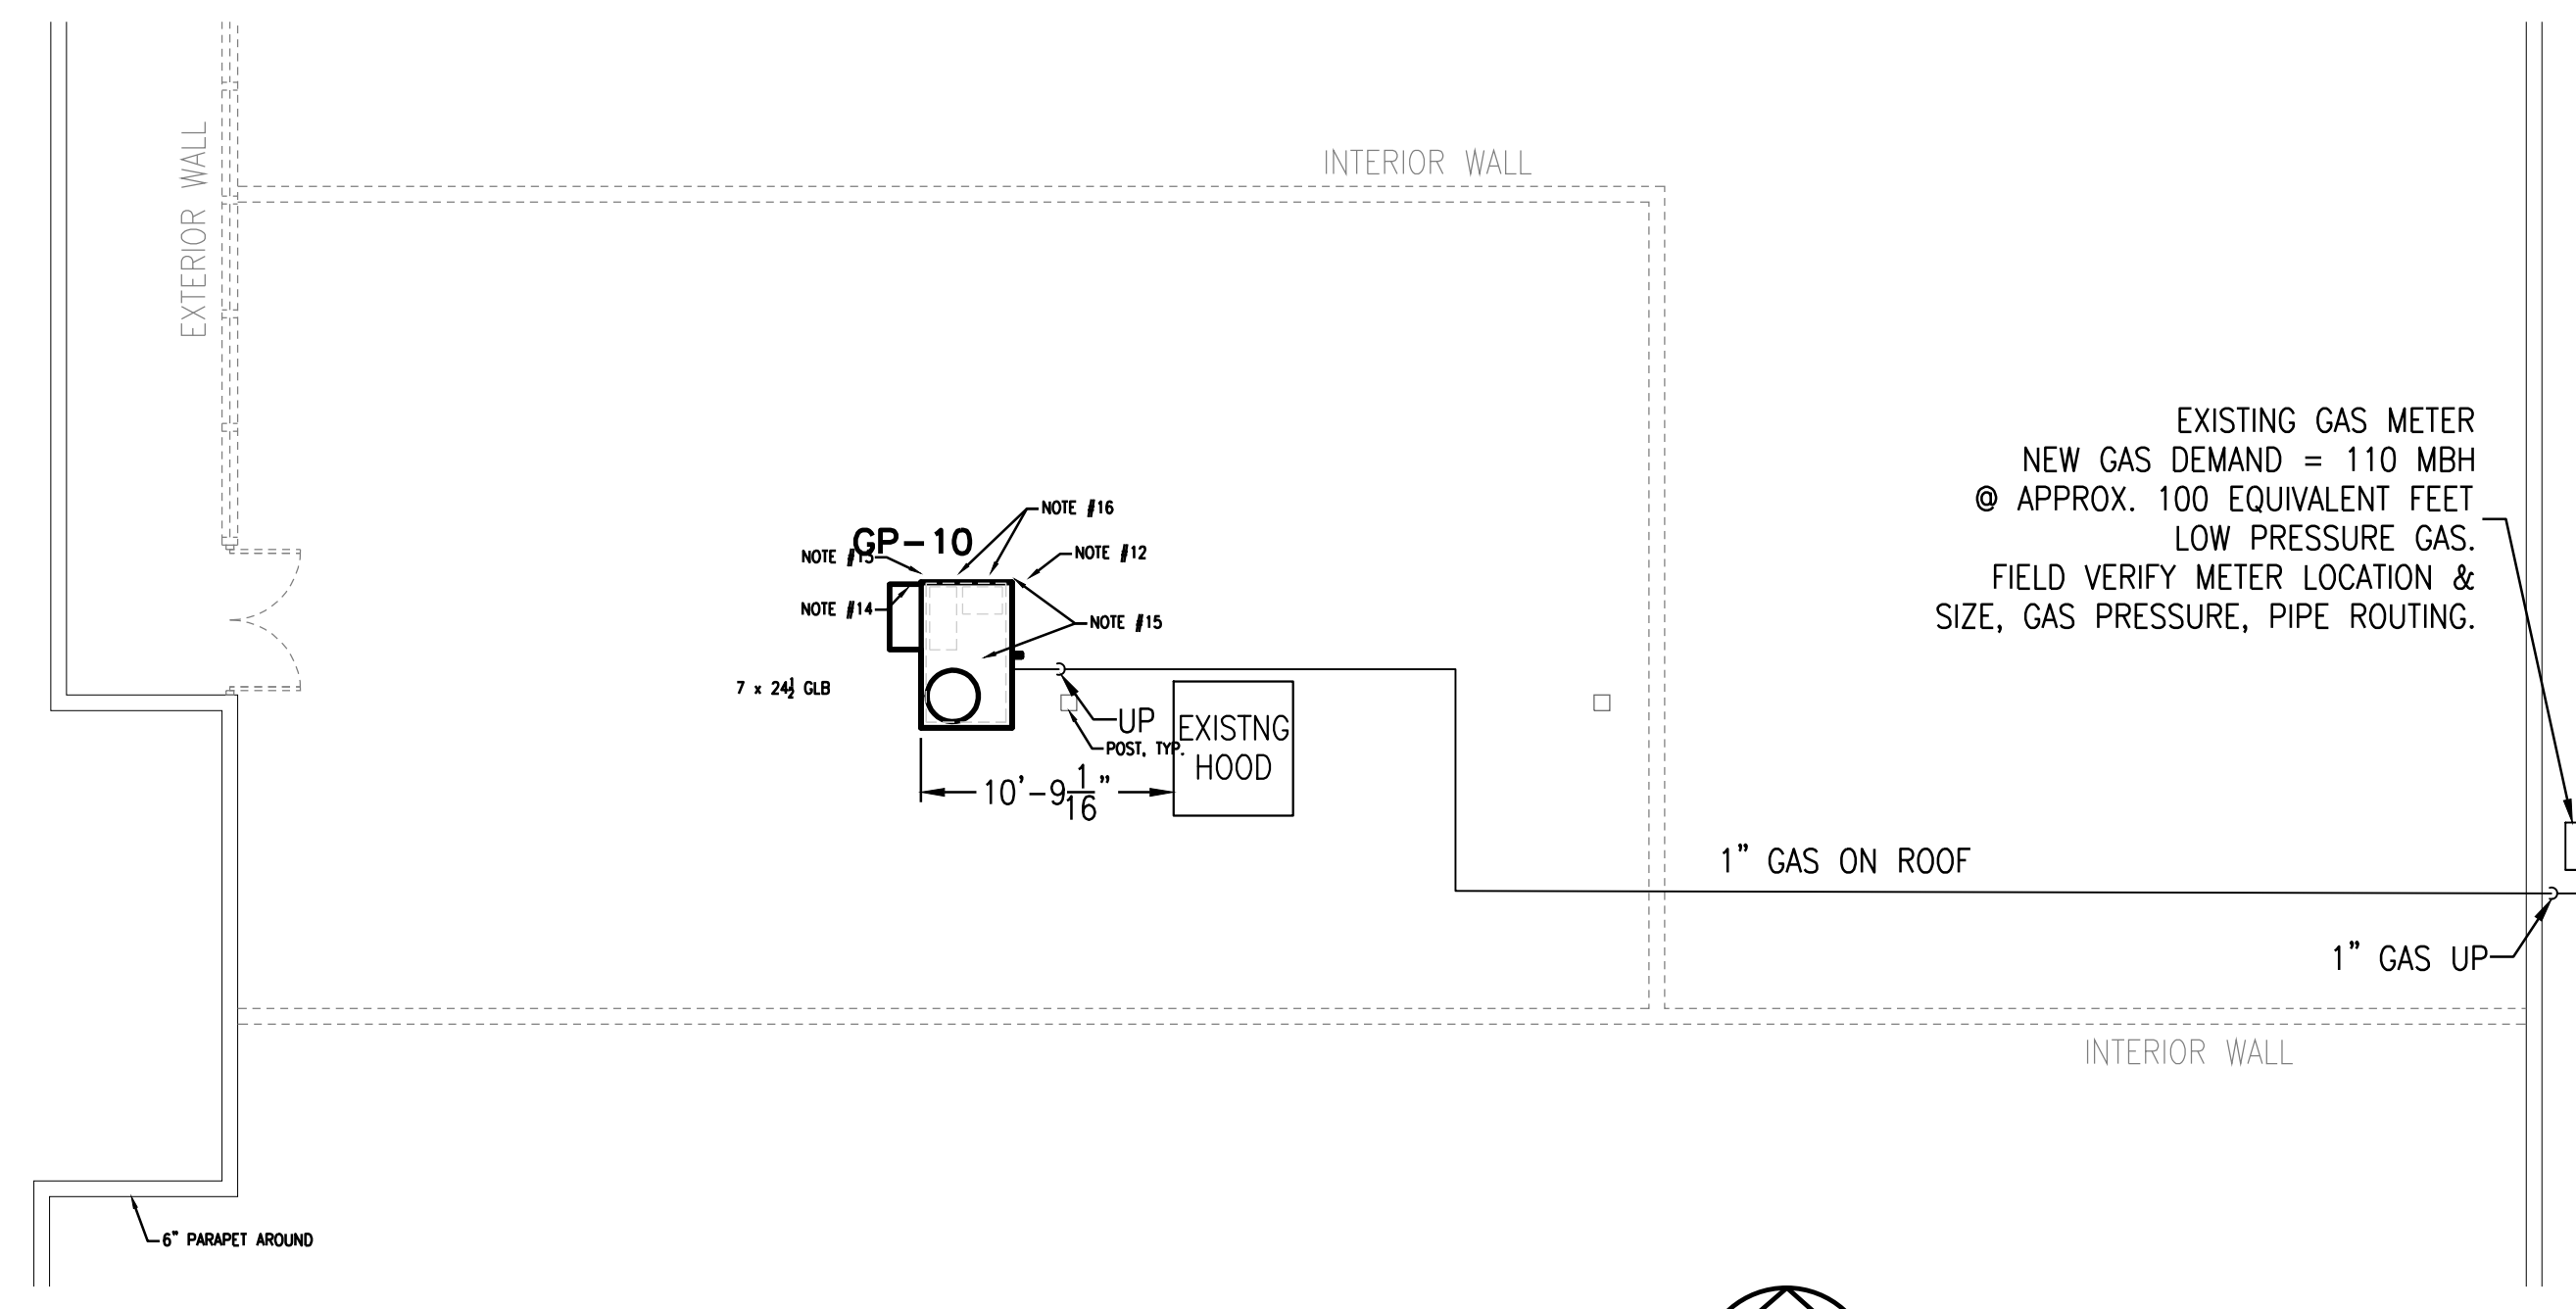 EXTERIOR WALL
INTERIOR WALL
EXISTING GAS METER
NEW GAS DEMAND = 110 MBH
@ APPROX. 100 EQUIVALENT FEET
LOW PRESSURE GAS.
FIELD VERIFY METER LOCATION &
SIZE, GAS PRESSURE, PIPE ROUTING.
NOTE #16
GP-10
NOTE #12
NOTE #13
NOTE #14
NOTE #15
7 x 24½ GLB
UP
POST, TYP.
EXISTNG
HOOD
10'-9 1/16"
1" GAS ON ROOF
1" GAS UP
INTERIOR WALL
6" PARAPET AROUND